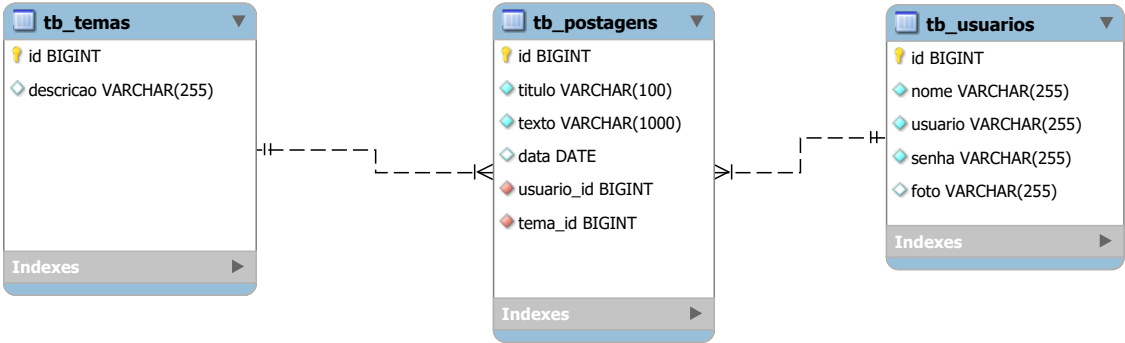 tb_temas
id BIGINT
descricao VARCHAR(255)
Indexes
tb_postagens
id BIGINT
titulo VARCHAR(100)
texto VARCHAR(1000)
data DATE
usuario_id BIGINT
tema_id BIGINT
Indexes
tb_usuarios
id BIGINT
nome VARCHAR(255)
usuario VARCHAR(255)
senha VARCHAR(255)
foto VARCHAR(255)
Indexes